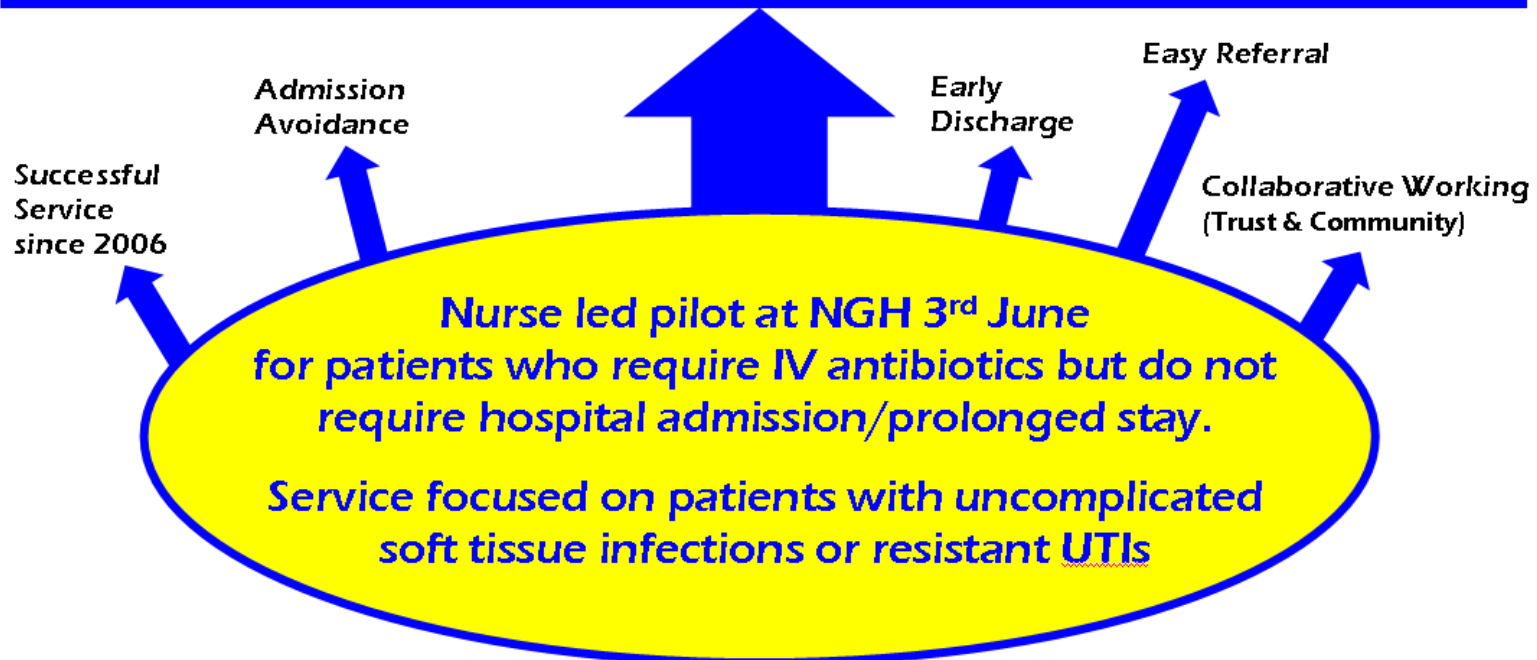 Easy Referral
Admission
Avoidance
Early
Discharge
Successful
Service
since 2006
Collaborative Working
(Trust & Community)
Nurse led pilot at NGH 3rd June
for patients who require IV antibiotics but do not
require hospital admission/prolonged stay.
Service focused on patients with uncomplicated
soft tissue infections or resistant UTIs